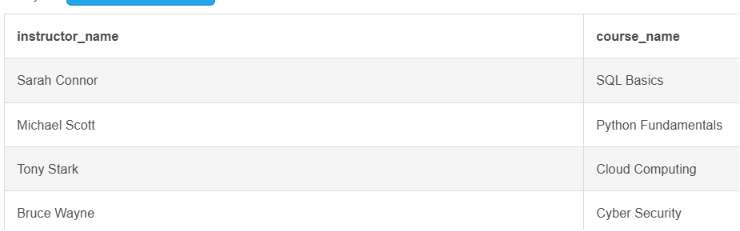 instructor_name course_name
Sarah Connor SQL Basics
Michael Scott Python Fundamentals
Tony Stark Cloud Computing
Bruce Wayne Cyber Security